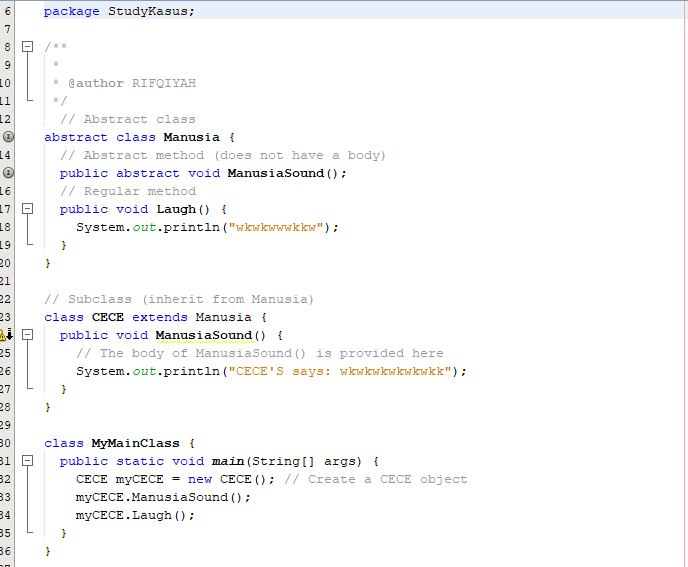 6 package StudyKasus;
7
8 /**
9 *
10 * @author RIFQIYAH
11 */
12 // Abstract class
abstract class Manusia {
14 // Abstract method (does not have a body)
public abstract void ManusiaSound();
16 // Regular method
17 public void Laugh() {
18 System.out.println("wkwkwwwkkw");
19 }
20 }
21
22 // Subclass (inherit from Manusia)
23 class CECE extends Manusia {
public void ManusiaSound() {
25 // The body of ManusiaSound() is provided here
26 System.out.println("CECE'S says: wkwkwkwkwkwkk");
27 }
28 }
29
30 class MyMainClass {
31 public static void main(String[] args) {
32 CECE myCECE = new CECE(); // Create a CECE object
33 myCECE.ManusiaSound();
34 myCECE.Laugh();
35 }
36 }